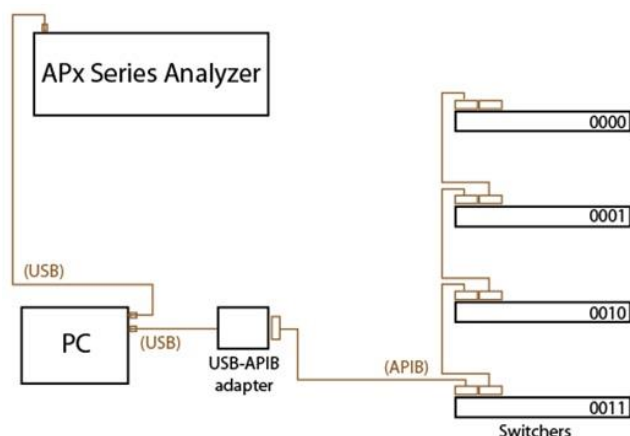 APx Series Analyzer
0000
0001
(USB)
0010
PC
(USB)
USB-APIB
adapter
(APIB)
0011
Switchers